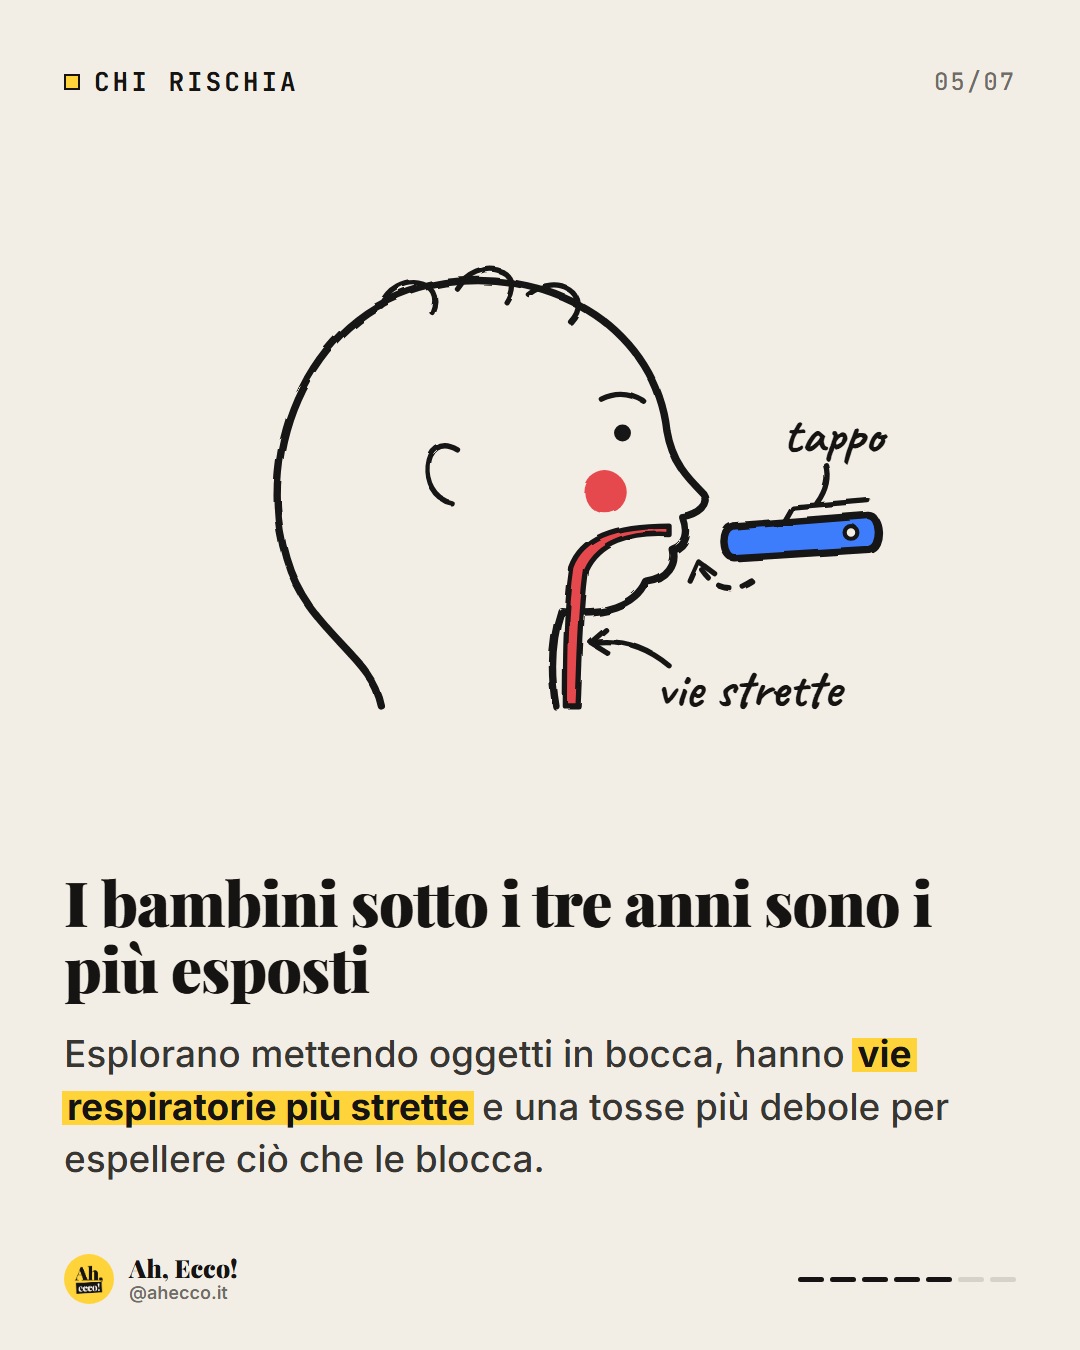 CHI RISCHIA
05/07
tappo
vie strette
I bambini sotto i tre anni sono i
più esposti
Esplorano mettendo oggetti in bocca, hanno vie
respiratorie più strette e una tosse più debole per
espellere ciò che le blocca.
Ah,
ecco!
Ah, Ecco!
@ahecco.it